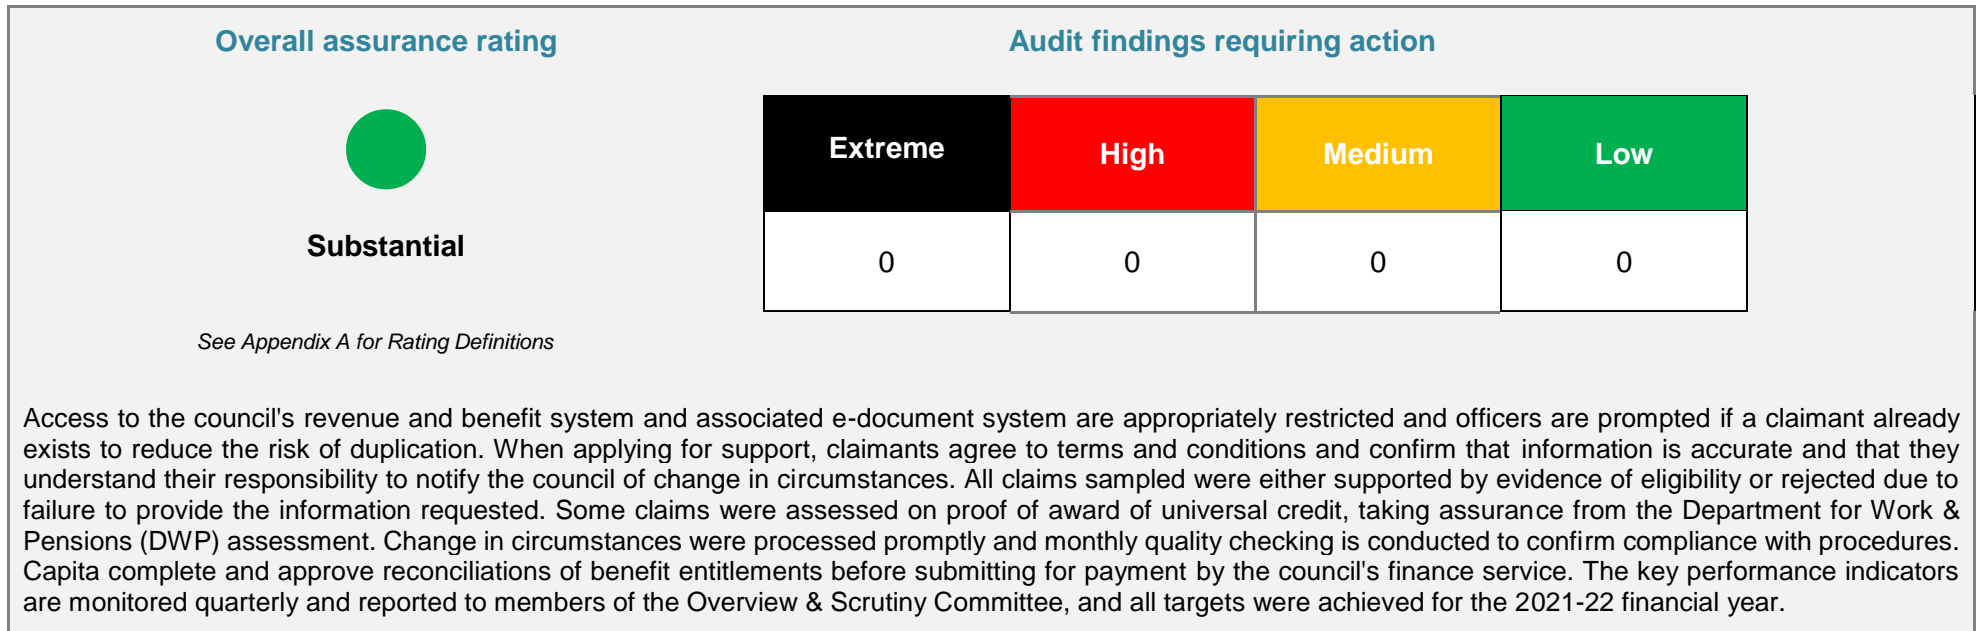 Overall assurance rating
Audit findings requiring action
Extreme
High
Medium
Low
Substantial
0
0
0
0
See Appendix A for Rating Definitions
Access to the council's revenue and benefit system and associated e-document system are appropriately restricted and officers are prompted if a claimant already
exists to reduce the risk of duplication. When applying for support, claimants agree to terms and conditions and confirm that information is accurate and that they
understand their responsibility to notify the council of change in circumstances. All claims sampled were either supported by evidence of eligibility or rejected due to
failure to provide the information requested. Some claims were assessed on proof of award of universal credit, taking assurance from the Department for Work &
Pensions (DWP) assessment. Change in circumstances were processed promptly and monthly quality checking is conducted to confirm compliance with procedures.
Capita complete and approve reconciliations of benefit entitlements before submitting for payment by the council's finance service. The key performance indicators
are monitored quarterly and reported to members of the Overview & Scrutiny Committee, and all targets were achieved for the 2021-22 financial year.